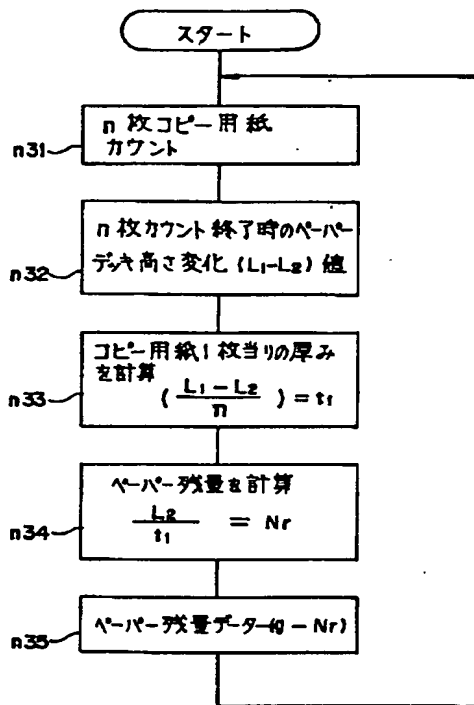 スタート
n枚コピー用紙
カウント
n31
n枚カウント終了時のペーパー
デッキ高さ変化(L1-L2)値
n32
コピー用紙1枚当りの厚み
を計算
(L1-L2/n)=t1
n33
ペーパー残量を計算
L2/t1 = Nr
n34
ペーパー残量データー(g-Nr)
n35